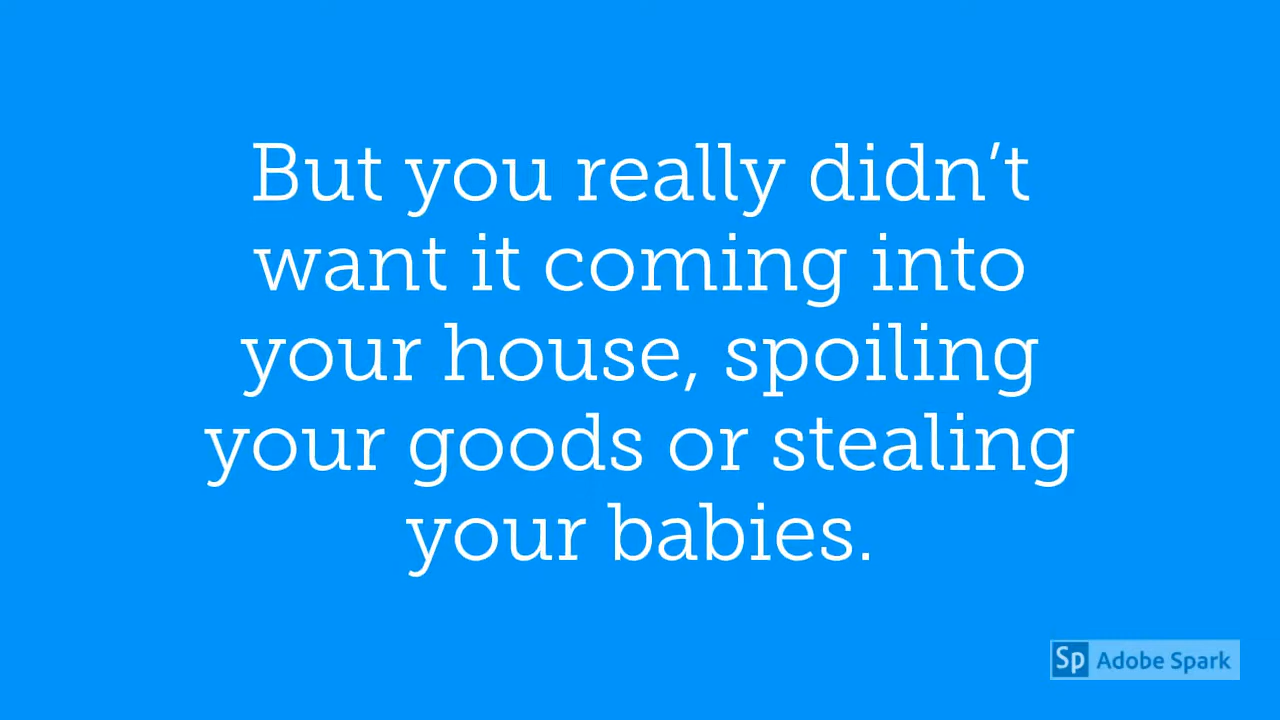 But you really didn’t
want it coming into
your house, spoiling
your goods or stealing
your babies.
Sp Adobe Spark